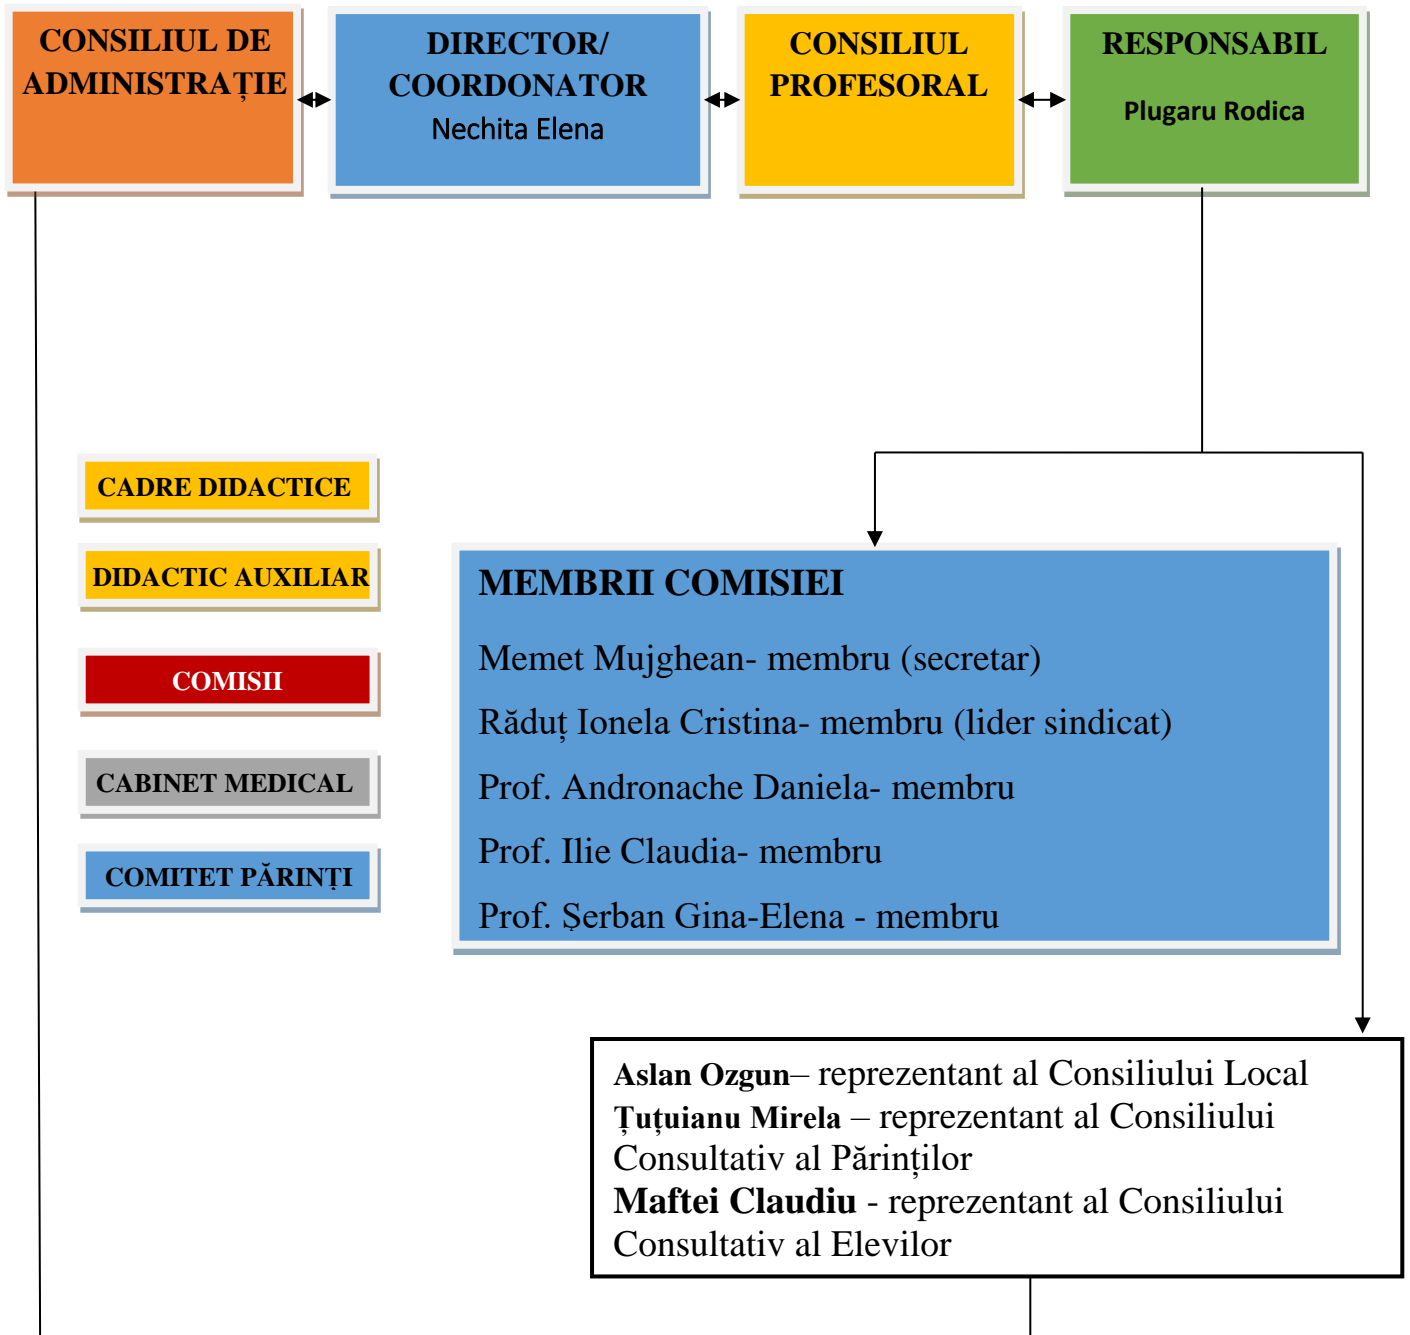 CONSILIUL DE
ADMINISTRAȚIE
DIRECTOR/
COORDONATOR
Nechita Elena
CONSILIUL
PROFESORAL
RESPONSABIL
Plugaru Rodica
CADRE DIDACTICE
DIDACTIC AUXILIAR
COMISII
CABINET MEDICAL
COMITET PĂRINȚI
MEMBRII COMISIEI
Memet Mujghean- membru (secretar)
Răduț Ionela Cristina- membru (lider sindicat)
Prof. Andronache Daniela- membru
Prof. Ilie Claudia- membru
Prof. Șerban Gina-Elena - membru
Aslan Ozgun– reprezentant al Consiliului Local
Țuțuianu Mirela – reprezentant al Consiliului
Consultativ al Părinților
Maftei Claudiu - reprezentant al Consiliului
Consultativ al Elevilor